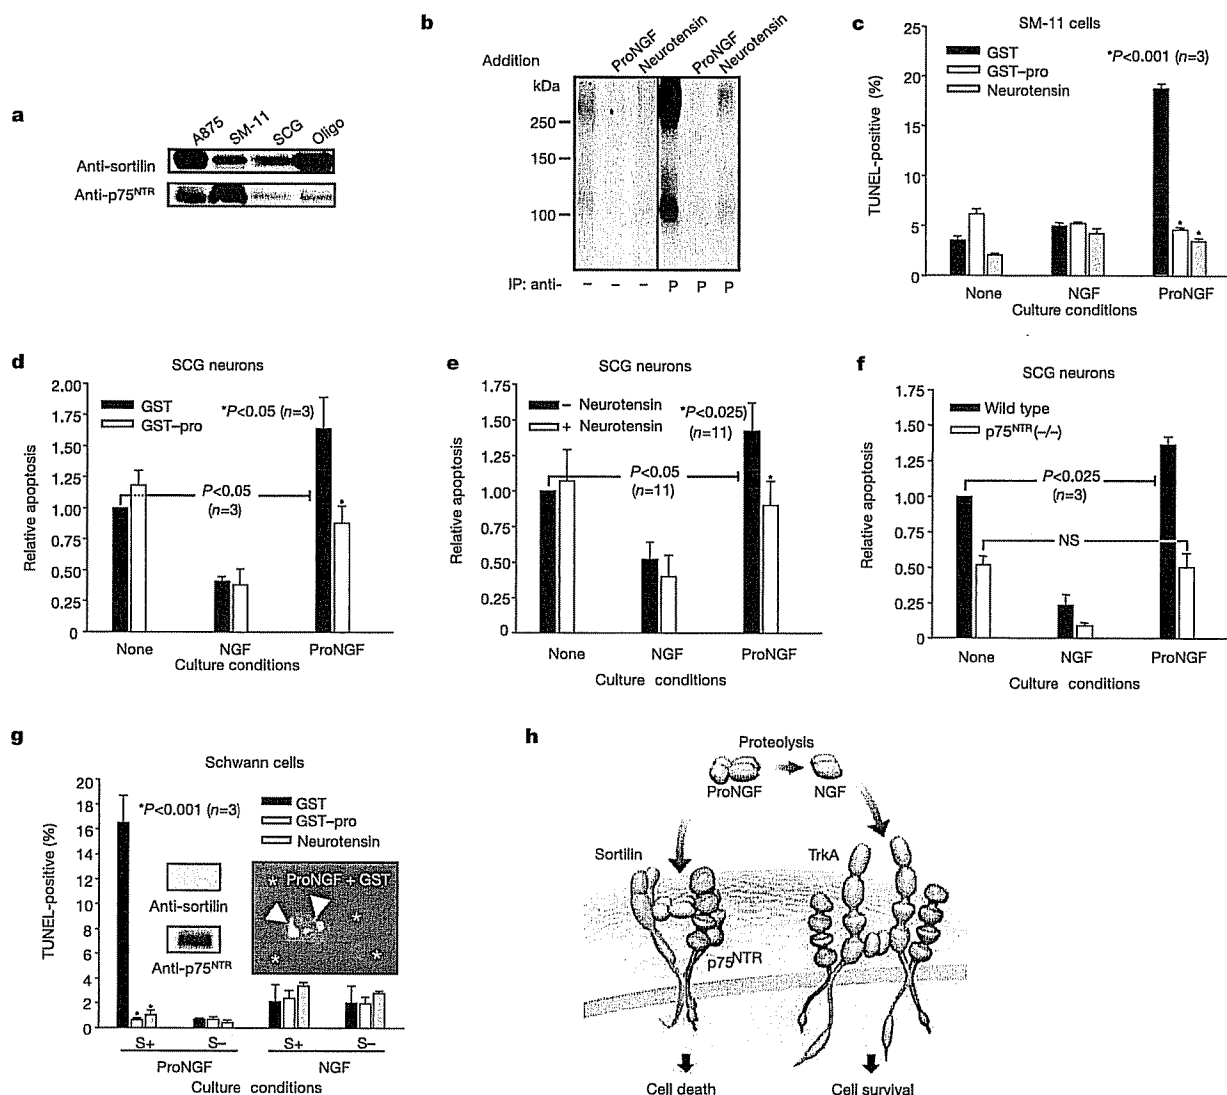 a
A875 SM-11 SCG Oligo
Anti-sortilin
Anti-p75NTR
b
Addition
ProNGF Neurotensin ProNGF Neurotensin
kDa
250
150
100
IP: anti- – – – P P P
c
SM-11 cells
GST
GST–pro
Neurotensin
*P<0.001 (n=3)
TUNEL-positive (%)
25
20
15
10
5
0
* *
None NGF ProNGF
Culture conditions
d
SCG neurons
GST
GST–pro
*P<0.05 (n=3)
P<0.05
(n=3)
Relative apoptosis
2.00
1.75
1.50
1.25
1.00
0.75
0.50
0.25
0
*
None NGF ProNGF
Culture conditions
e
SCG neurons
– Neurotensin
+ Neurotensin
*P<0.025)
(n=11)
P<0.05
(n=11)
Relative apoptosis
1.75
1.50
1.25
1.00
0.75
0.50
0.25
0
*
None NGF ProNGF
Culture conditions
f
SCG neurons
Wild type
p75NTR(–/–)
P<0.025
(n=3)
NS
Relative apoptosis
1.75
1.50
1.25
1.00
0.75
0.50
0.25
0
None NGF ProNGF
Culture conditions
g
Schwann cells
*P<0.001 (n=3)
GST
GST–pro
Neurotensin
TUNEL-positive (%)
20
18
16
14
12
10
8
6
4
2
0
Anti-sortilin
Anti-p75NTR
ProNGF + GST
* *
S+ S– S+ S–
ProNGF NGF
Culture conditions
h
Proteolysis
ProNGF NGF
Sortilin
TrkA
p75NTR
Cell death
Cell survival